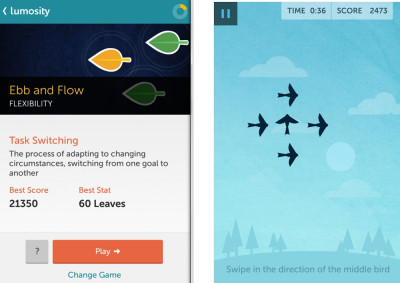 lumosity
Ebb and Flow
FLEXIBILITY
Task Switching
The process of adapting to changing
circumstances, switching from one goal to
another
Best Score
Best Stat
21350
60 Leaves
?
Play →
Change Game
TIME 0:36 SCORE 2473
Swipe in the direction of the middle bird